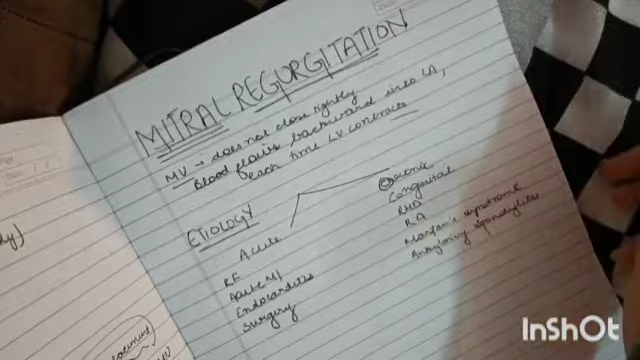 MITRAL REGURGITATION
MV → does not close tightly
Blood flows backward into LA,
each time LV contracts
ETIOLOGY
Acute
RF
Acute MI
Endocarditis
Surgery
Chronic
Congenital
RHD
RA
Marfan's syndrome
Ankylosing spondylitis
InShOt